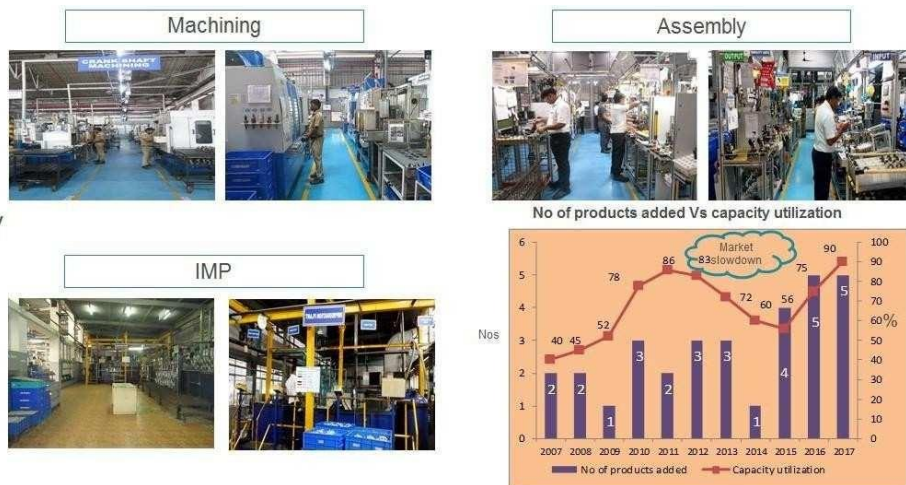 Machining
Assembly
CRANK SHAFT
MACHINING
OUTPUT
INPUT
y
No of products added Vs capacity utilization
IMP
6
5
4
3
2
1
0
Nos
40
45
52
78
86
83
72
60
56
75
90
Market
slowdown
2
2
1
3
2
3
3
1
4
5
5
100
90
80
70
60
50
40
30
20
10
0
%
2007 2008 2009 2010 2011 2012 2013 2014 2015 2016 2017
No of products added
Capacity utilization